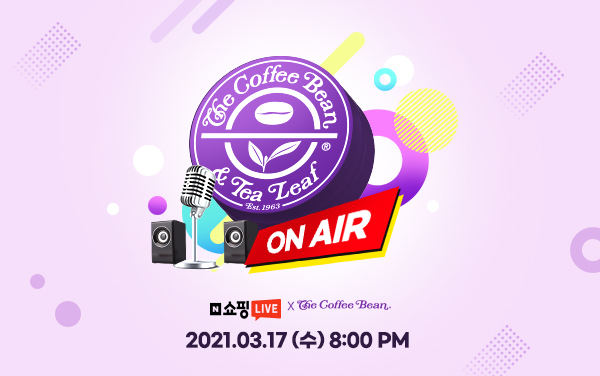 The Coffee Bean
®
& Tea Leaf
Est. 1963
ON AIR
N 쇼핑 LIVE X The Coffee Bean.
2021.03.17 (수) 8:00 PM